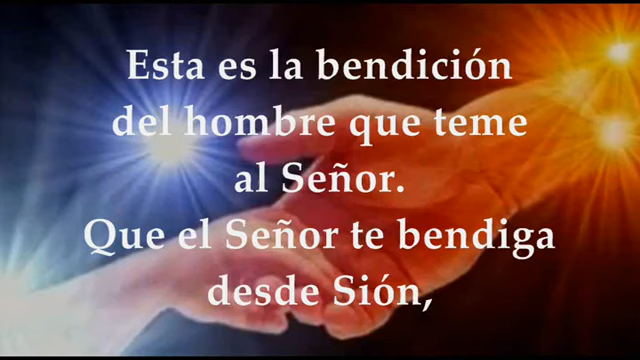 Esta es la bendición
del hombre que teme
al Señor.
Que el Señor te bendiga
desde Sión,